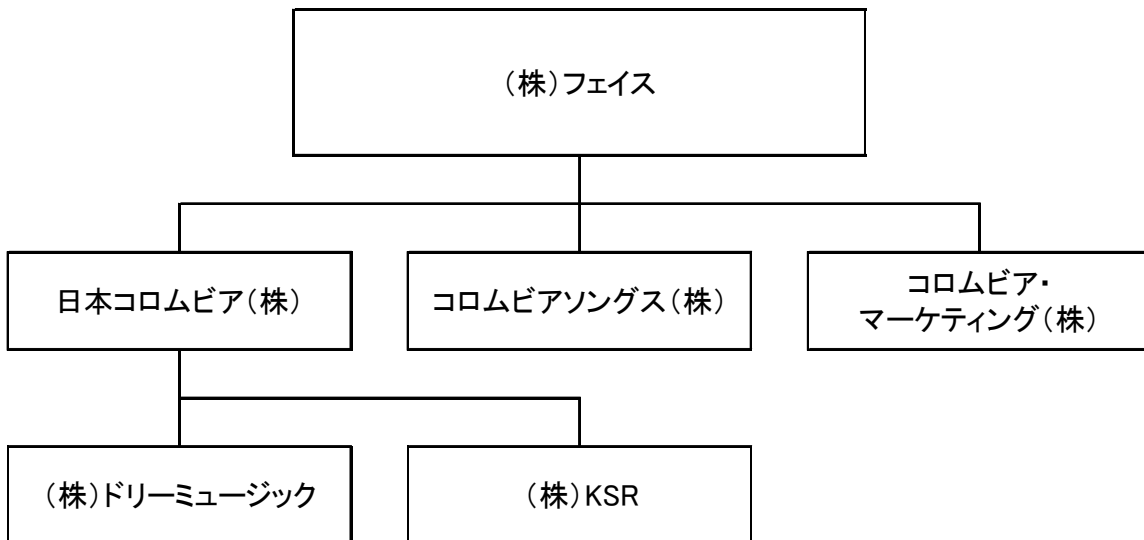 （株）フェイス
日本コロムビア（株）
コロムビアソングス（株）
コロムビア・
マーケティング（株）
（株）ドリーミュージック
（株）KSR